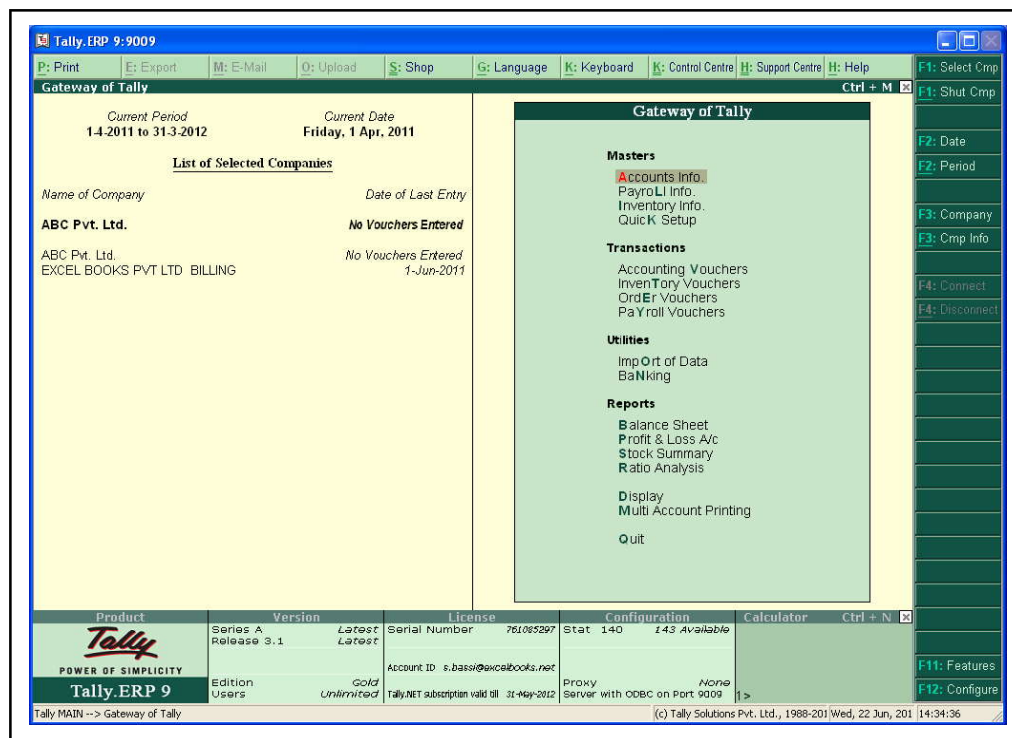 Tally.ERP 9:9009
P: Print E: Export M: E-Mail O: Upload S: Shop G: Language K: Keyboard K: Control Centre H: Support Centre H: Help
Gateway of Tally Ctrl + M
Current Period Current Date
1-4-2011 to 31-3-2012 Friday, 1 Apr, 2011
List of Selected Companies
Name of Company Date of Last Entry
ABC Pvt. Ltd. No Vouchers Entered
ABC Pvt. Ltd. No Vouchers Entered
EXCEL BOOKS PVT LTD BILLING 1-Jun-2011
Gateway of Tally
Masters
Accounts Info.
PayroLl Info.
Inventory Info.
QuicK Setup
Transactions
Accounting Vouchers
InvenTory Vouchers
OrdEr Vouchers
PaYroll Vouchers
Utilities
ImpOrt of Data
BaNking
Reports
Balance Sheet
Profit & Loss A/c
Stock Summary
Ratio Analysis
Display
Multi Account Printing
Quit
F1: Select Cmp
F1: Shut Cmp
F2: Date
F2: Period
F3: Company
F3: Cmp Info
F4: Connect
F4: Disconnect
F11: Features
F12: Configure
Product Version License Configuration Calculator Ctrl + N
Tally
POWER OF SIMPLICITY
Tally.ERP 9
Series A Latest
Release 3.1 Latest
Edition Gold
Users Unlimited
Serial Number 761085297
Account ID s.bassi@excelbooks.net
Tally.NET subscription valid till 31-May-2012
Stat 140 143 Available
Proxy None
Server with ODBC on Port 9009
1>
Tally MAIN --> Gateway of Tally (c) Tally Solutions Pvt. Ltd., 1988-201 Wed, 22 Jun, 201 14:34:36